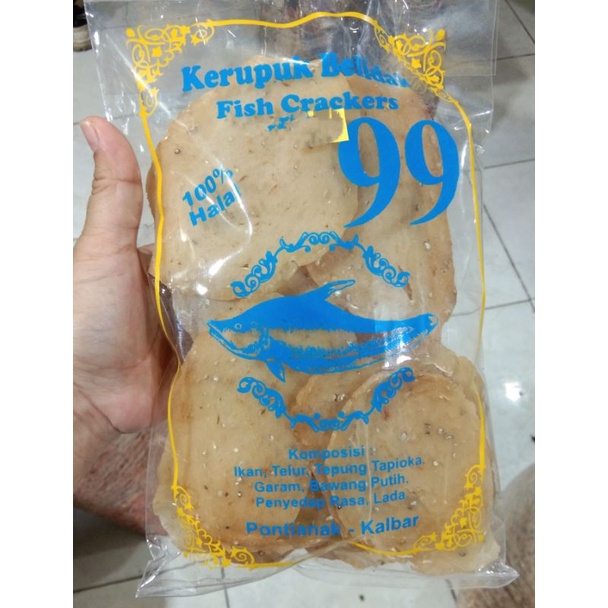 Kerupuk
Fish Crackers
99
100%
Halal
Komposisi :
Ikan, Telur, Tepung Tapioka.
Garam, Bawang Putih.
Penyedap Rasa, Lada
Pontianak - Kalbar